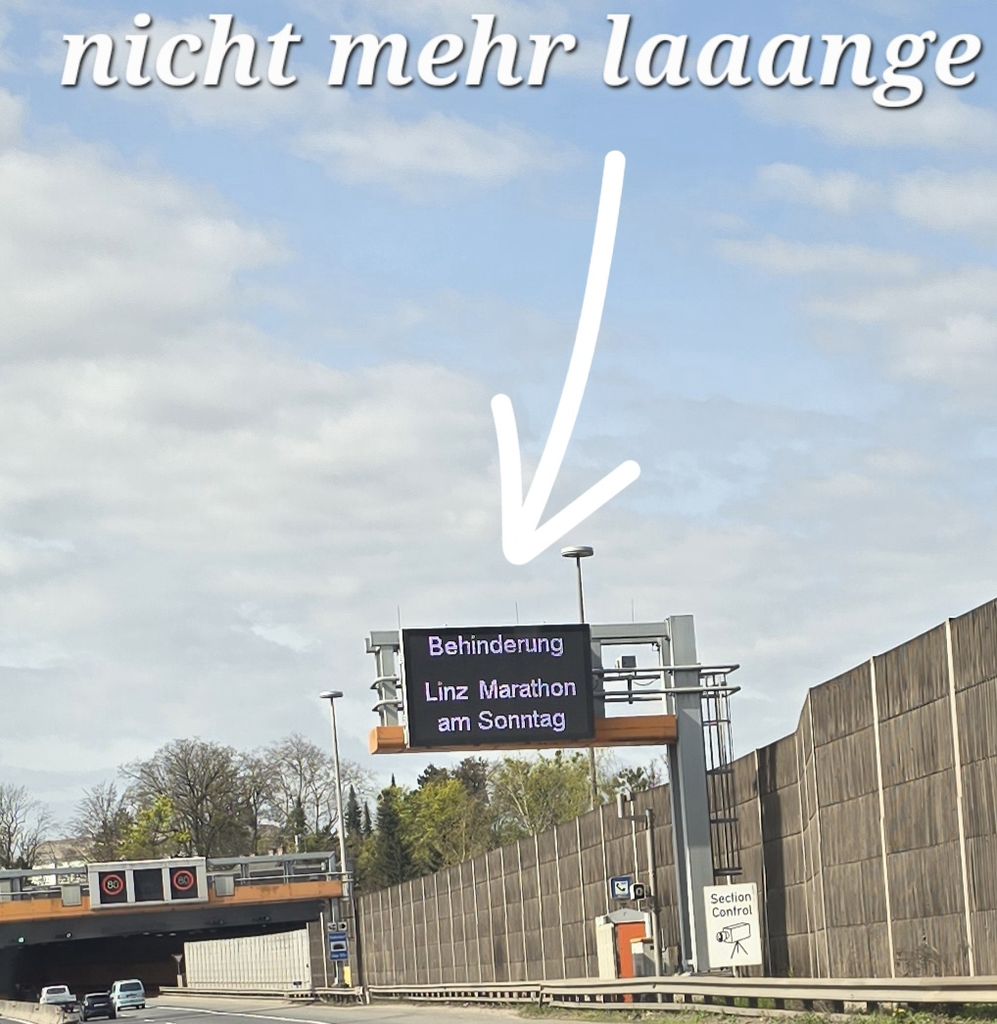 nicht mehr laaange
Behinderung
Linz Marathon
am Sonntag
80
80
Section
Control